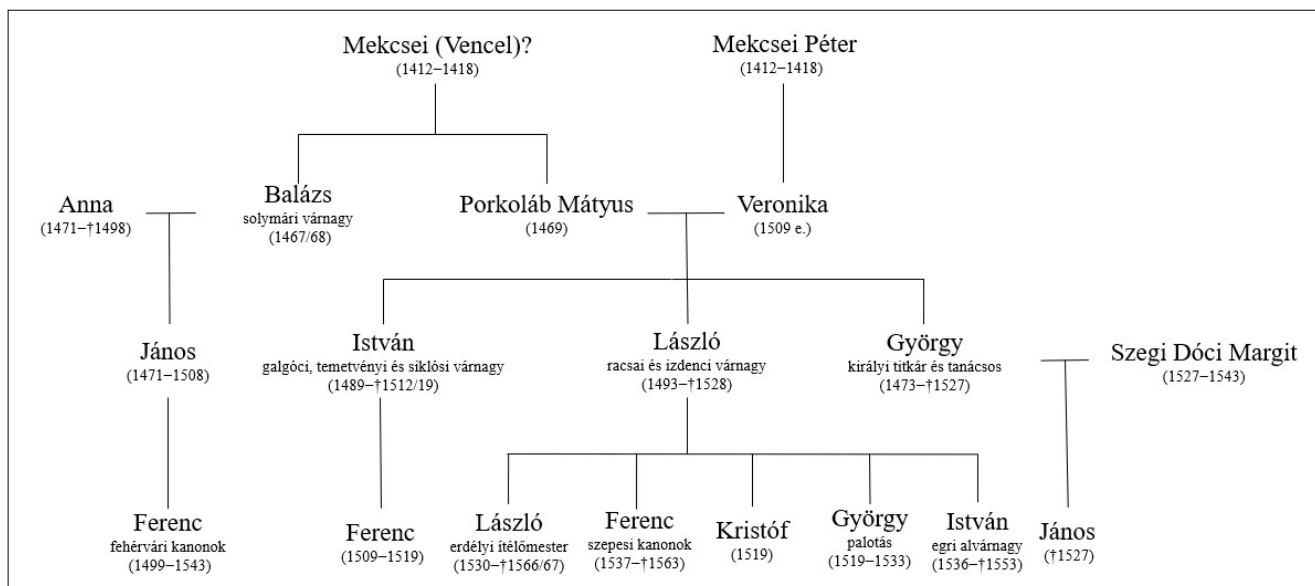 Mekcsei (Vencel)?
(1412–1418)
Mekcsei Péter
(1412–1418)
Anna
(1471–†1498)
Balázs
solymári várnagy
(1467/68)
Porkoláb Mátyus
(1469)
Veronika
(1509 e.)
János
(1471–1508)
István
galgóci, temetvényi és siklósi várnagy
(1489–†1512/19)
László
racsai és izdenci várnagy
(1493–†1528)
György
királyi titkár és tanácsos
(1473–†1527)
Szegi Dóci Margit
(1527–1543)
Ferenc
fehérvári kanonok
(1499–1543)
Ferenc
(1509–1519)
László
erdélyi ítélőmester
(1530–†1566/67)
Ferenc
szepesi kanonok
(1537–†1563)
Kristóf
(1519)
György
palotás
(1519–1533)
István
egri alvárnagy
(1536–†1553)
János
(†1527)